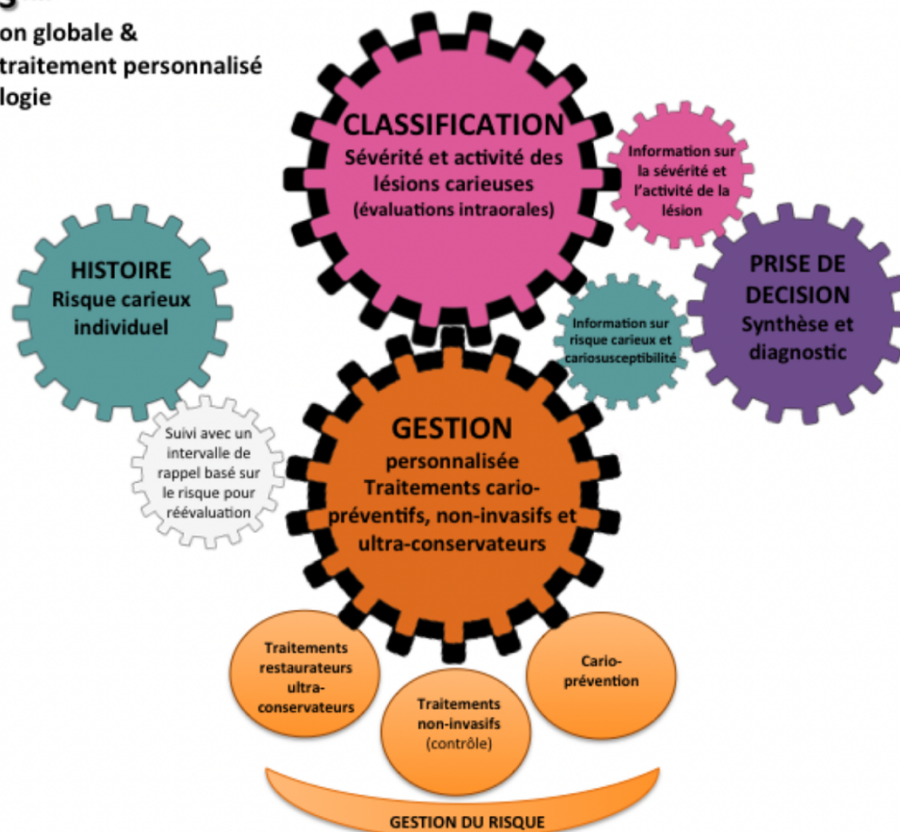 on globale &
traitement personnalisé
logie
CLASSIFICATION
Sévérité et activité des
lésions carieuses
(évaluations intraorales)
Information sur
la sévérité et
l'activité de la
lésion
HISTOIRE
Risque carieux
individuel
PRISE DE
DECISION
Synthèse et
diagnostic
Information sur
risque carieux et
cariosusceptibilité
Suivi avec un
intervalle de
rappel basé sur
le risque pour
réévaluation
GESTION
personnalisée
Traitements cario-
préventifs, non-invasifs et
ultra-conservateurs
Traitements
restaurateurs
ultra-
conservateurs
Traitements
non-invasifs
(contrôle)
Cario-
prévention
GESTION DU RISQUE